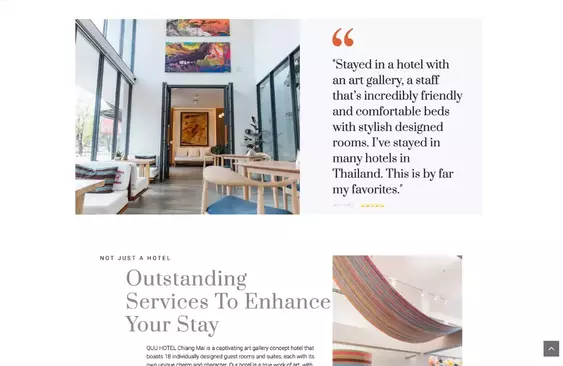 "Stayed in a hotel with
an art gallery, a staff
that's incredibly friendly
and comfortable beds
with stylish designed
rooms. I've stayed in
many hotels in
Thailand. This is by far
my favorites."
NOT JUST A HOTEL
Outstanding
Services To Enhance
Your Stay
QUU HOTEL Chiang Mai is a captivating art gallery concept hotel that
boasts 18 individually designed guest rooms and suites, each with its
own unique charm and character. Our hotel is a true work of art, with